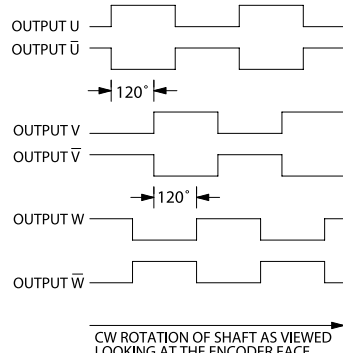 OUTPUT U
OUTPUT U̅
120°
OUTPUT V
OUTPUT V̅
120°
OUTPUT W
OUTPUT W̅
CW ROTATION OF SHAFT AS VIEWED
LOOKING AT THE ENCODER FACE